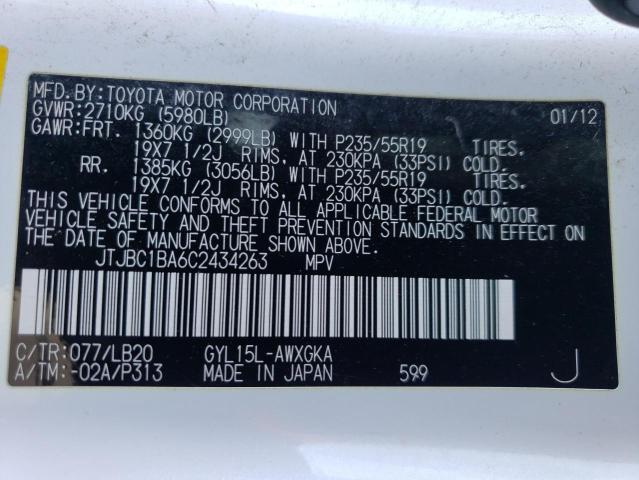 MFD. BY: TOYOTA MOTOR CORPORATION 01/12
GVWR: 2710KG (5980LB)
GAWR: FRT. 1360KG (2999LB) WITH P235/55R19 TIRES.
19X7 1/2J RIMS, AT 230KPA (33PSI) COLD.
RR. 1385KG (3056LB) WITH P235/55R19 TIRES.
19X7 1/2J RIMS, AT 230KPA (33PSI) COLD.
THIS VEHICLE CONFORMS TO ALL APPLICABLE FEDERAL MOTOR
VEHICLE SAFETY AND THEFT PREVENTION STANDARDS IN EFFECT ON
THE DATE OF MANUFACTURE SHOWN ABOVE.
JTJBC1BA6C2434263 MPV
C/TR: 077/LB20 GYL15L-AWXGKA
A/TM: -02A/P313 MADE IN JAPAN 599 J